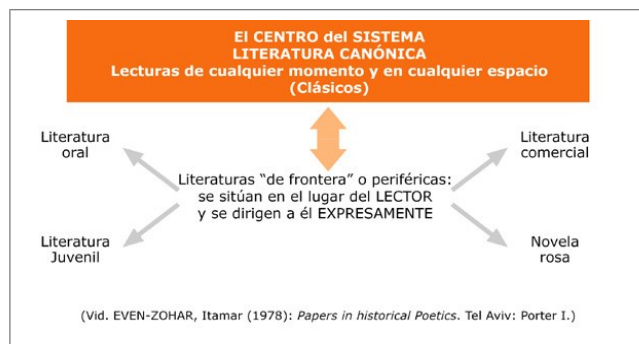 El CENTRO del SISTEMA
LITERATURA CANÓNICA
Lecturas de cualquier momento y en cualquier espacio
(Clásicos)
Literatura
oral
Literatura
comercial
Literaturas “de frontera” o periféricas:
se sitúan en el lugar del LECTOR
y se dirigen a él EXPRESAMENTE
Literatura
Juvenil
Novela
rosa
(Vid. EVEN-ZOHAR, Itamar (1978): Papers in historical Poetics. Tel Aviv: Porter I.)